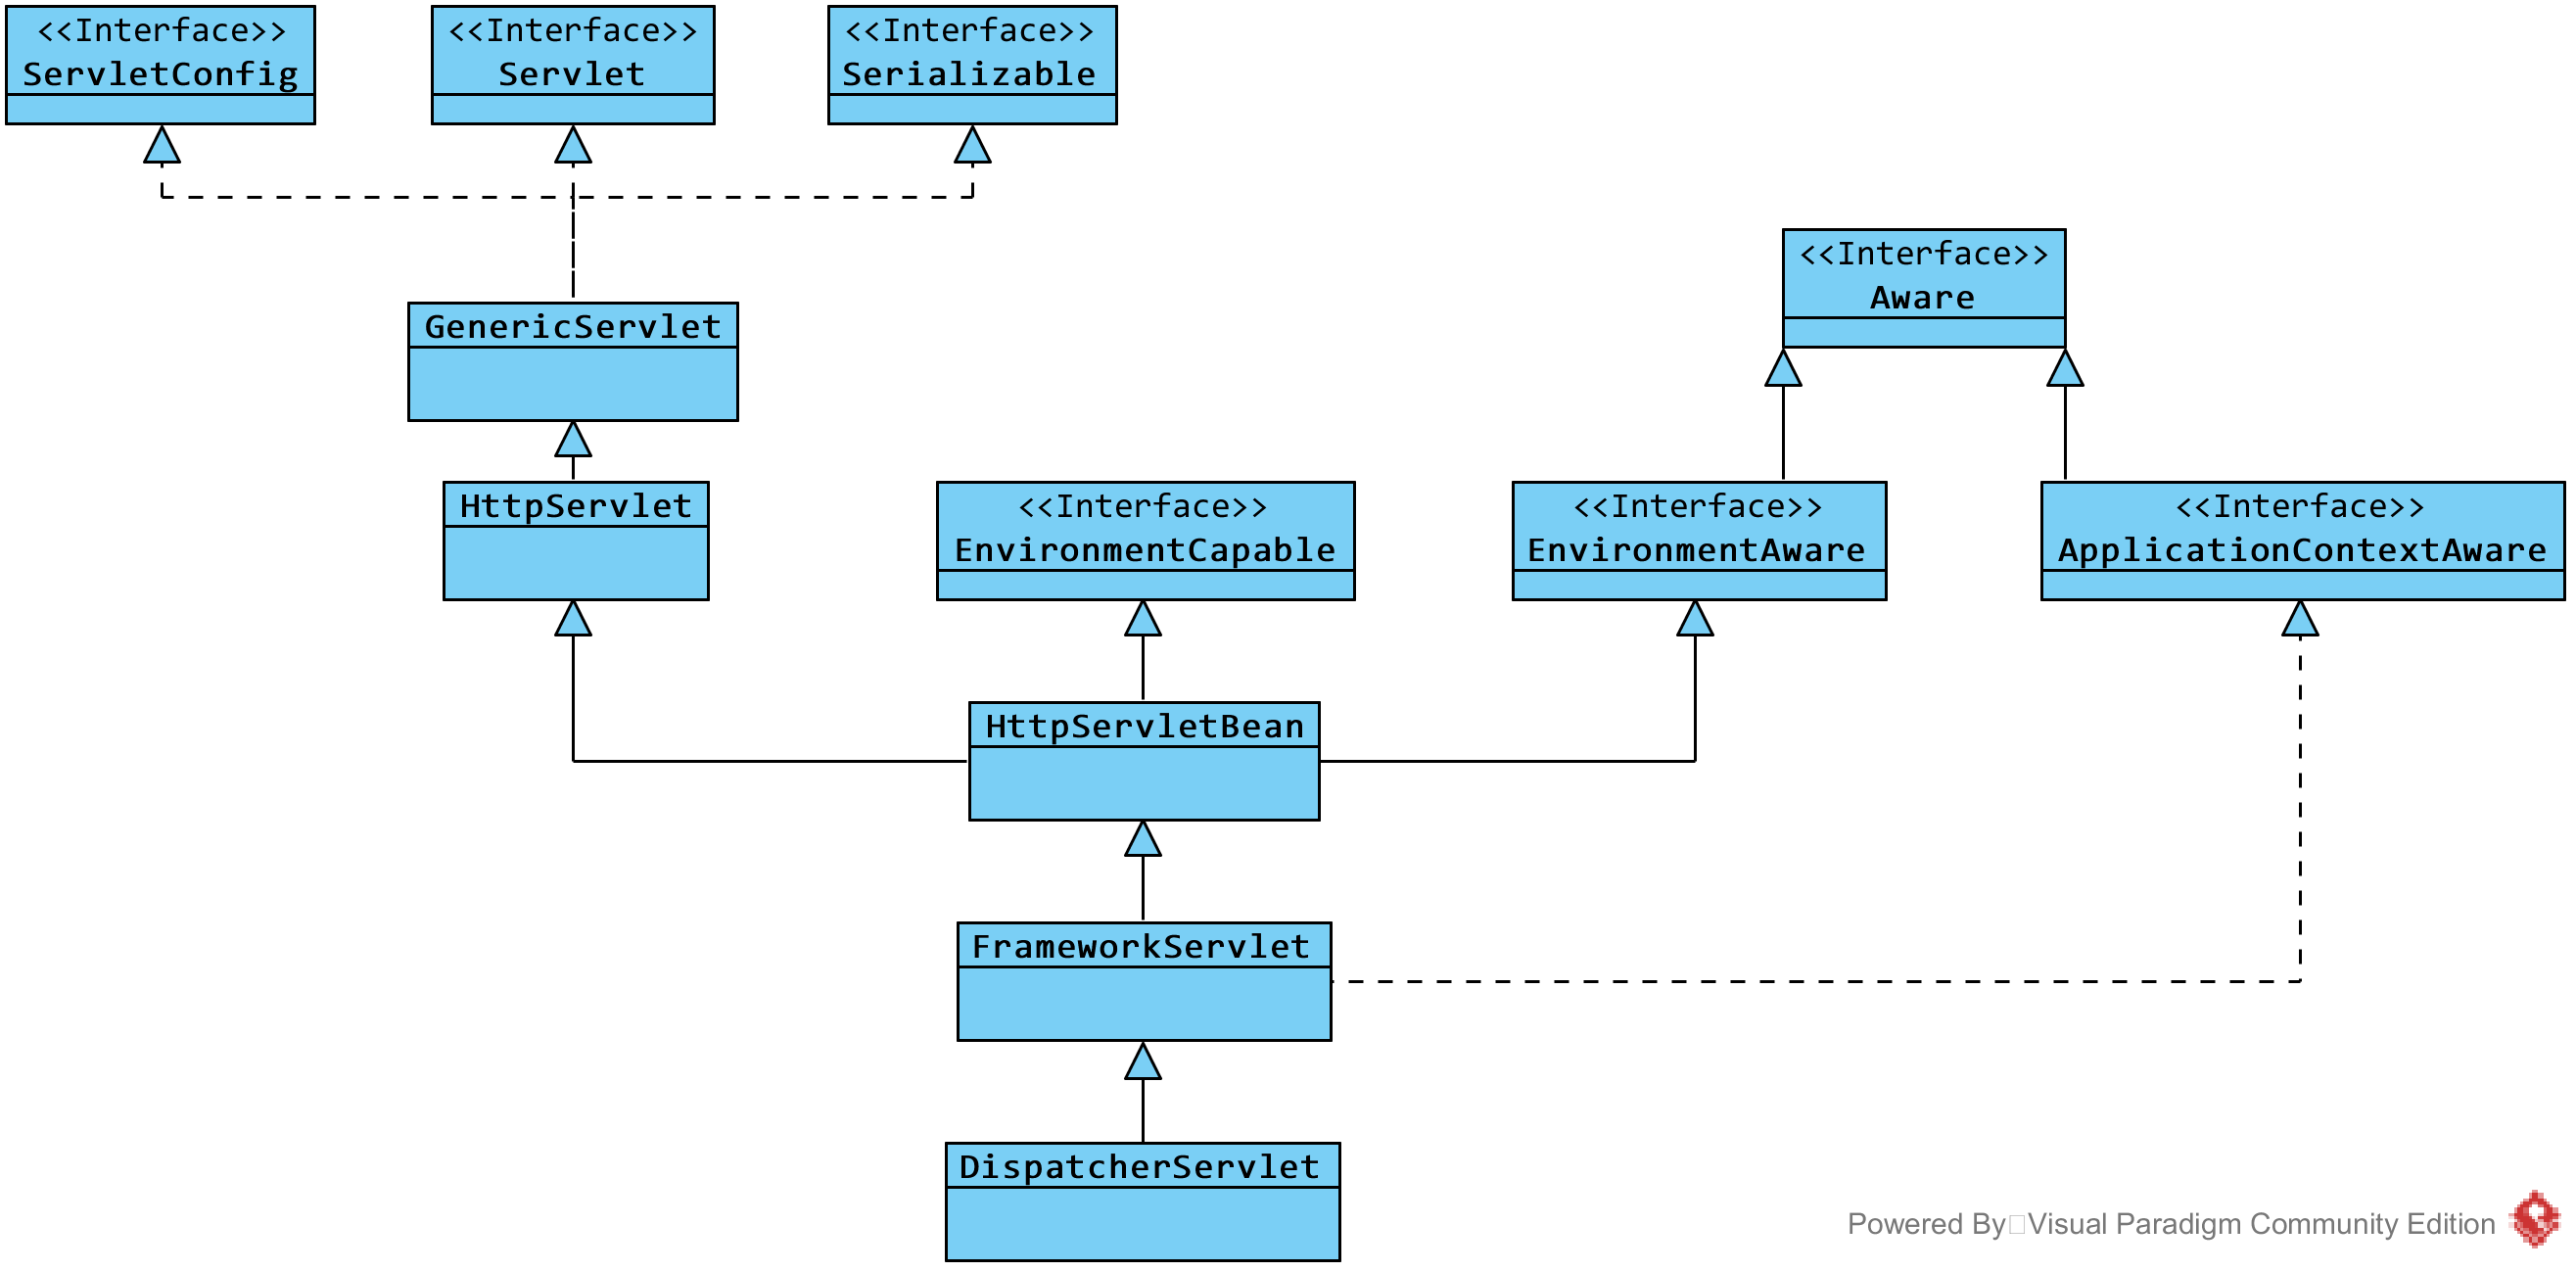 <<Interface>>
ServletConfig
<<Interface>>
Servlet
<<Interface>>
Serializable
<<Interface>>
Aware
GenericServlet
HttpServlet
<<Interface>>
EnvironmentCapable
<<Interface>>
EnvironmentAware
<<Interface>>
ApplicationContextAware
HttpServletBean
FrameworkServlet
DispatcherServlet
Powered By Visual Paradigm Community Edition